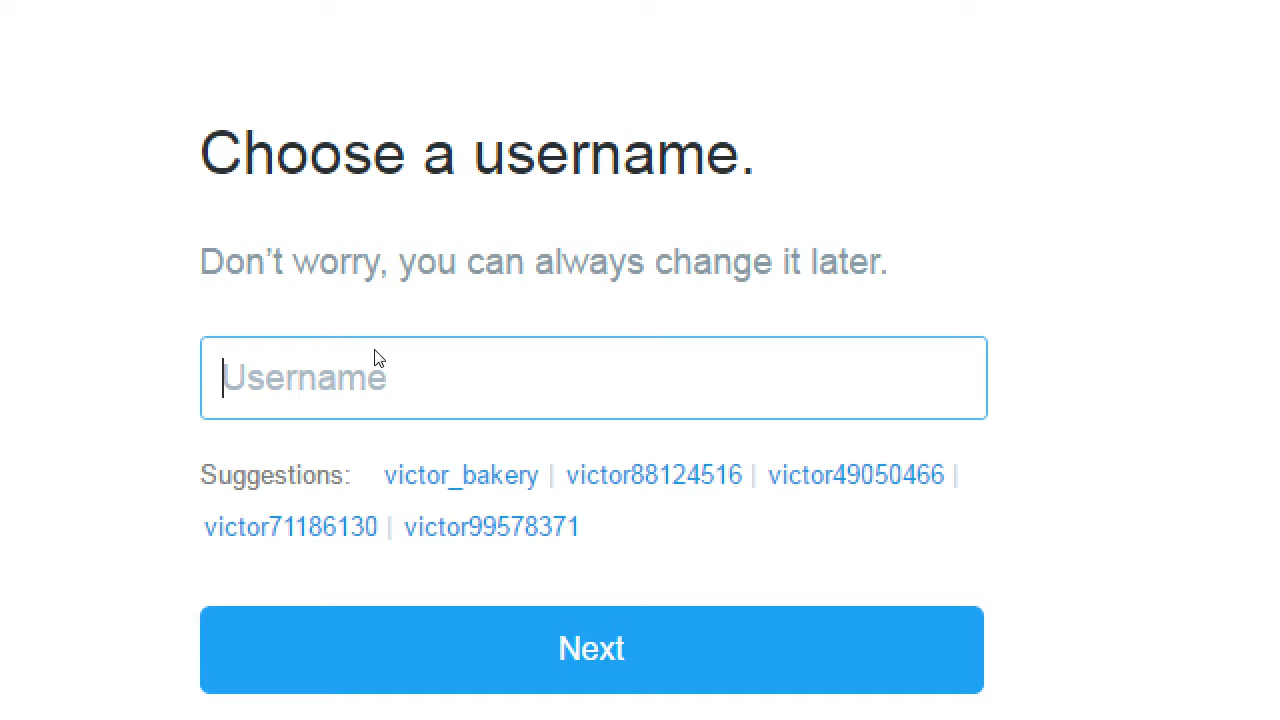 Choose a username.
Don't worry, you can always change it later.
Username
Suggestions: victor_bakery | victor88124516 | victor49050466 |
victor71186130 | victor99578371
Next